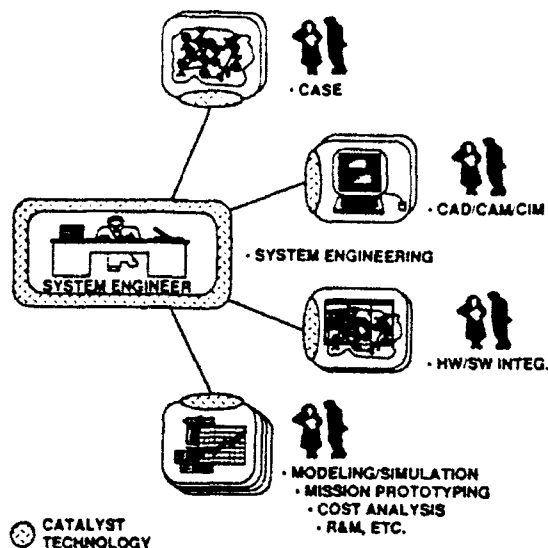 · CASE
· CAD/CAM/CIM
· SYSTEM ENGINEERING
SYSTEM ENGINEER
· HW/SW INTEG.
· MODELING/SIMULATION
· MISSION PROTOTYPING
· COST ANALYSIS
· R&M, ETC.
CATALYST
TECHNOLOGY